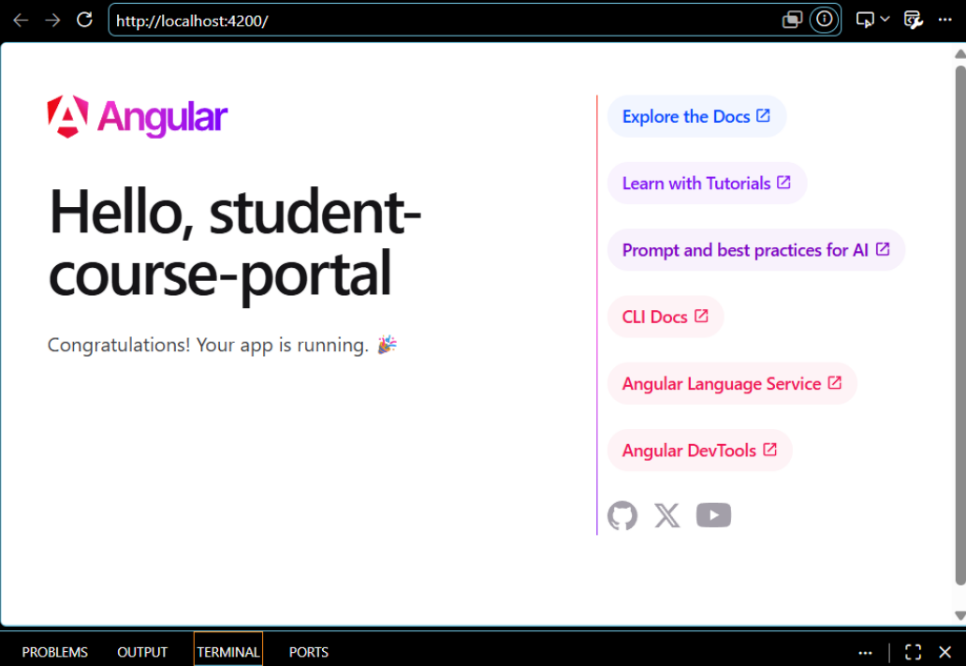 http://localhost:4200/
Angular
Hello, student-
course-portal
Congratulations! Your app is running. 🎉
Explore the Docs
Learn with Tutorials
Prompt and best practices for AI
CLI Docs
Angular Language Service
Angular DevTools
PROBLEMS OUTPUT TERMINAL PORTS